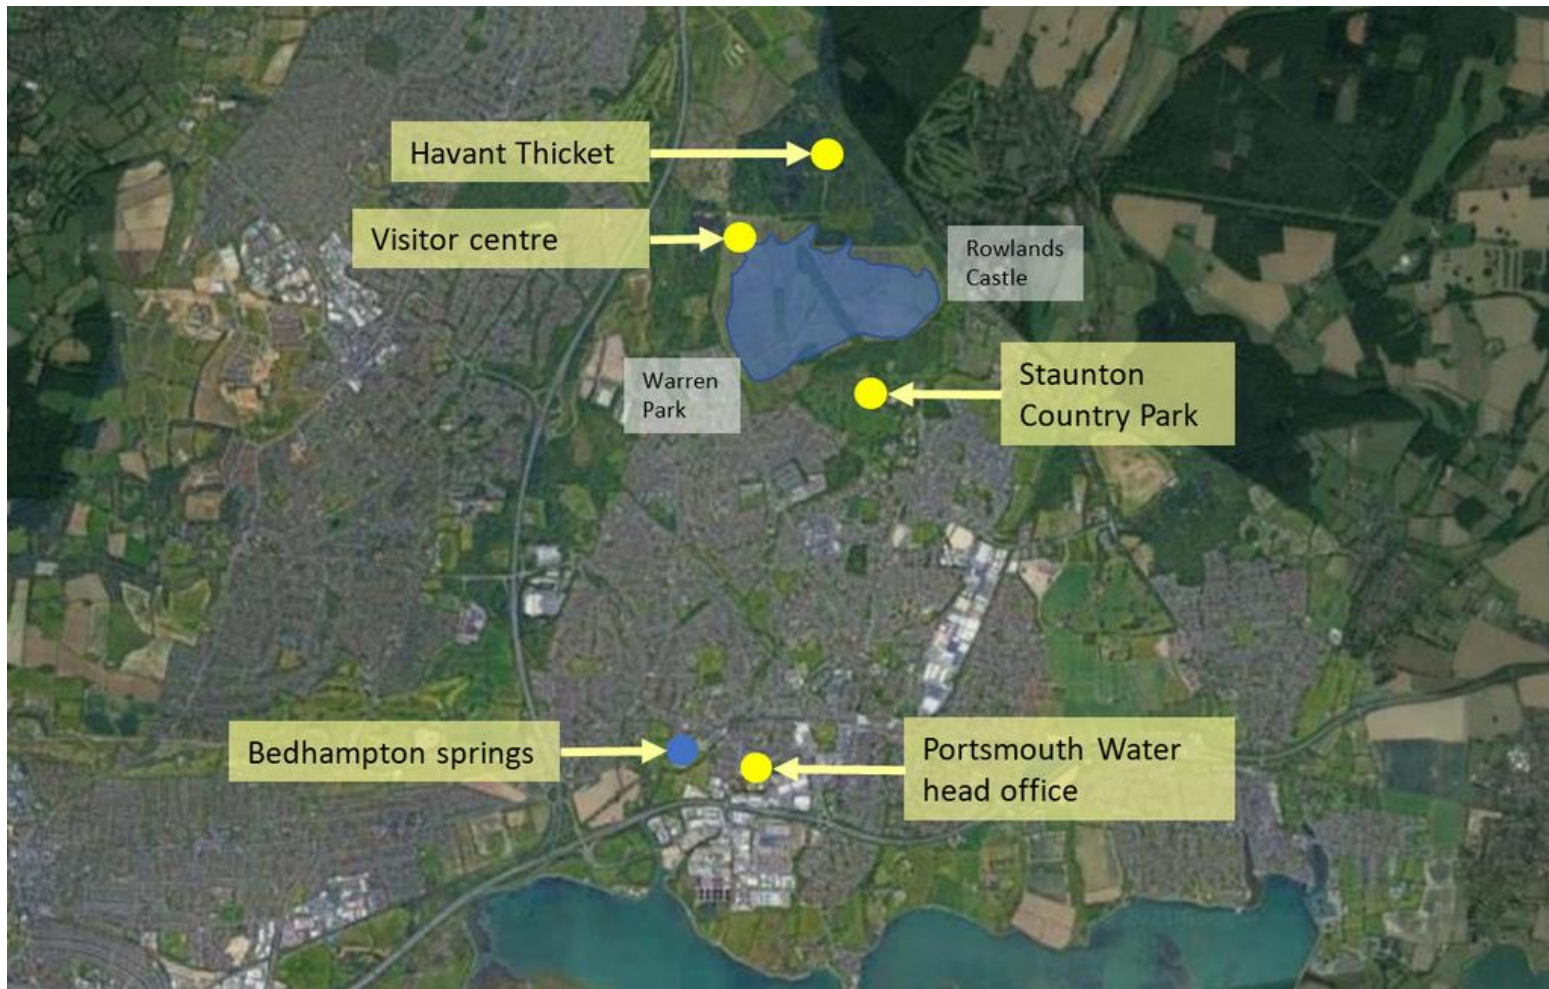 Havant Thicket
Visitor centre
Rowlands
Castle
Warren
Park
Staunton
Country Park
Bedhampton springs
Portsmouth Water
head office